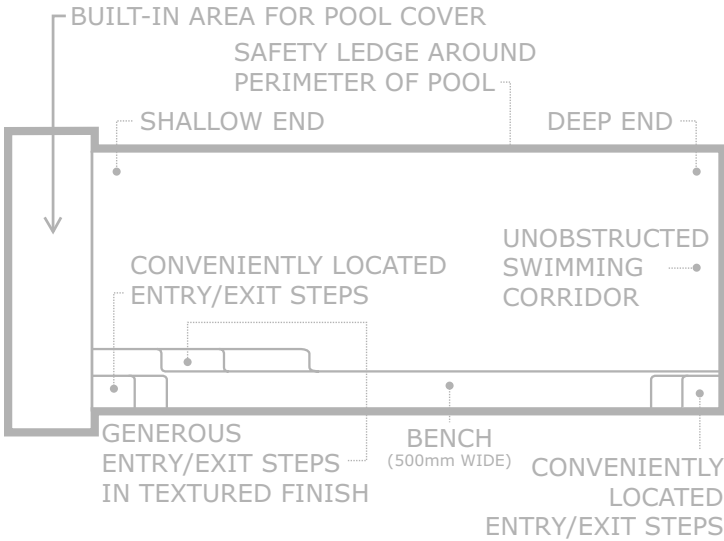 BUILT-IN AREA FOR POOL COVER
SAFETY LEDGE AROUND
PERIMETER OF POOL
SHALLOW END
DEEP END
UNOBSTRUCTED
SWIMMING
CORRIDOR
CONVENIENTLY LOCATED
ENTRY/EXIT STEPS
GENEROUS
ENTRY/EXIT STEPS
IN TEXTURED FINISH
BENCH
(500mm WIDE)
CONVENIENTLY
LOCATED
ENTRY/EXIT STEPS